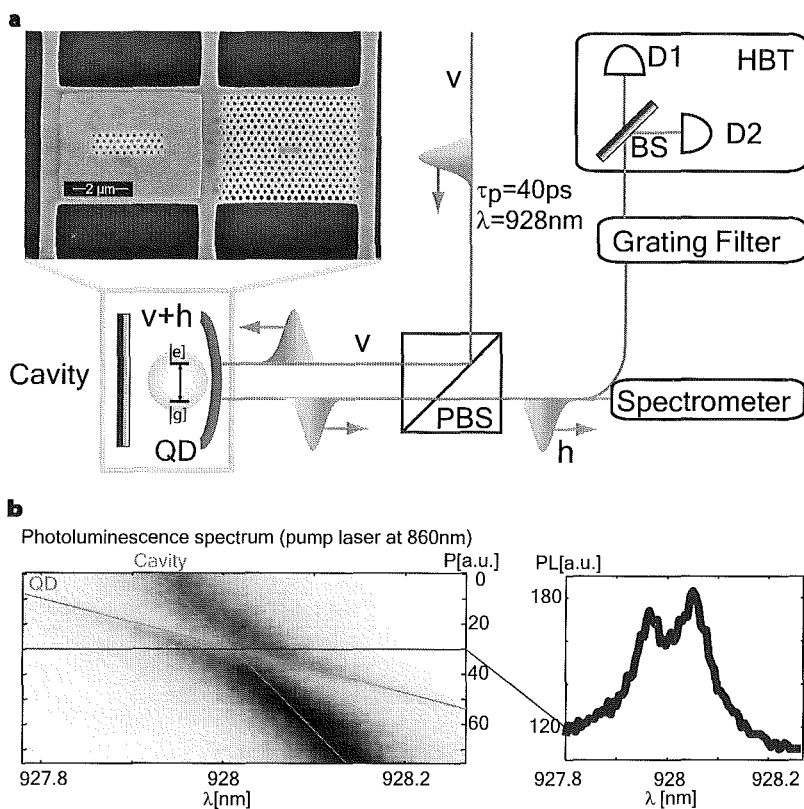 a
D1
HBT
V
D2
BS
2 µm
τp=40ps
λ=928nm
Grating Filter
v+h
|e]
V
Cavity
|g]
PBS
Spectrometer
QD
h
b
Photoluminescence spectrum (pump laser at 860nm)
Cavity
P[a.u.]
PL[a.u.]
QD
0
180
20
40
60
120
927.8
928
928.2
927.8
928
928.2
λ[nm]
λ[nm]